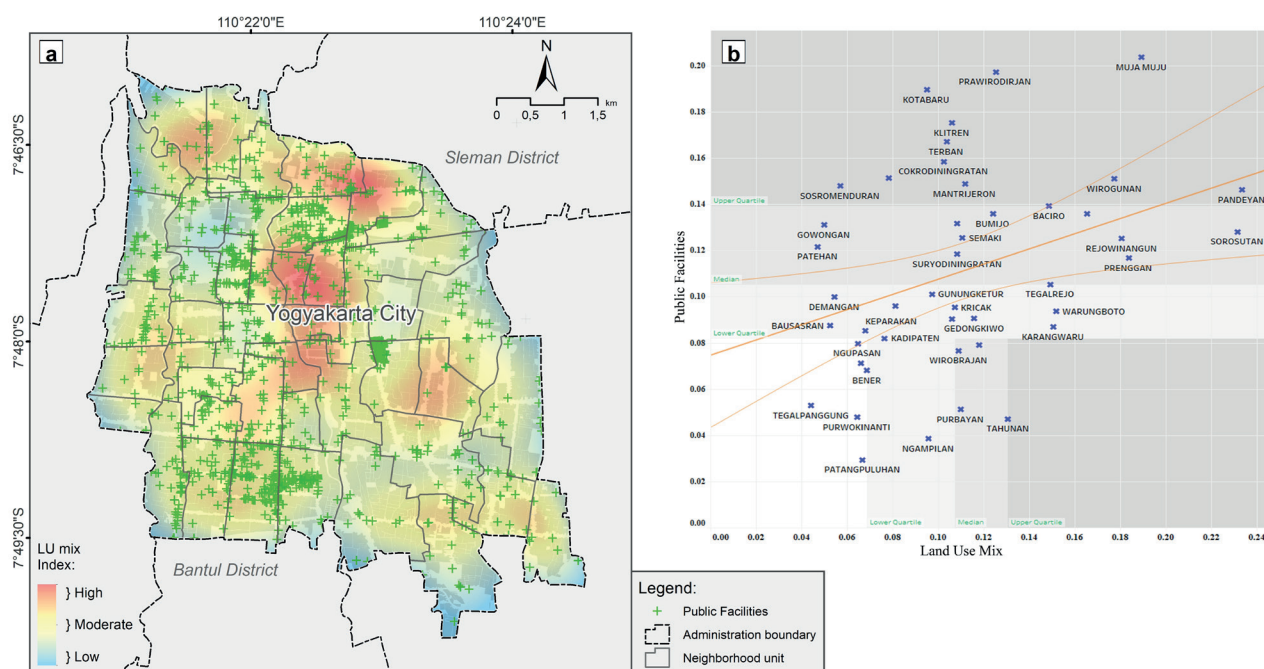 110°22'0"E
110°24'0"E
a
N
0 0,5 1 1,5
km
7°46'30"S
Sleman District
Yogyakarta City
7°48'0"S
7°49'30"S
Bantul District
LU mix
Index:
} High
} Moderate
} Low
Legend:
Public Facilities
Administration boundary
Neighborhood unit
b
Public Facilities
0.20
0.18
0.16
0.14
0.12
0.10
0.08
0.06
0.04
0.02
0.00
MUJA MUJU
PRAWIRODIRJAN
KOTABARU
KLITREN
TERBAN
COKRODININGRATAN
SOSROMENDURAN
MANTRIJERON
WIROGUNAN
PANDEYAN
Upper Quartile
BACIRO
BUMIJO
GOWONGAN
SEMAKI
REJOWINANGUN
SOROSUTAN
PATEHAN
SURYODININGRATAN
PRENGGAN
Median
DEMANGAN
GUNUNGKETUR
TEGALREJO
KRICAK
WARUNGBOTO
BAUSASRAN
KEPARAKAN
GEDONGKIWO
Lower Quartile
KADIPATEN
KARANGWARU
NGUPASAN
WIROBRAJAN
BENER
TEGALPANGGUNG
PURWOKINANTI
PURBAYAN
TAHUNAN
NGAMPILAN
PATANGPULUHAN
Lower Quartile
Median
Upper Quartile
0.00 0.02 0.04 0.06 0.08 0.10 0.12 0.14 0.16 0.18 0.20 0.22 0.24
Land Use Mix